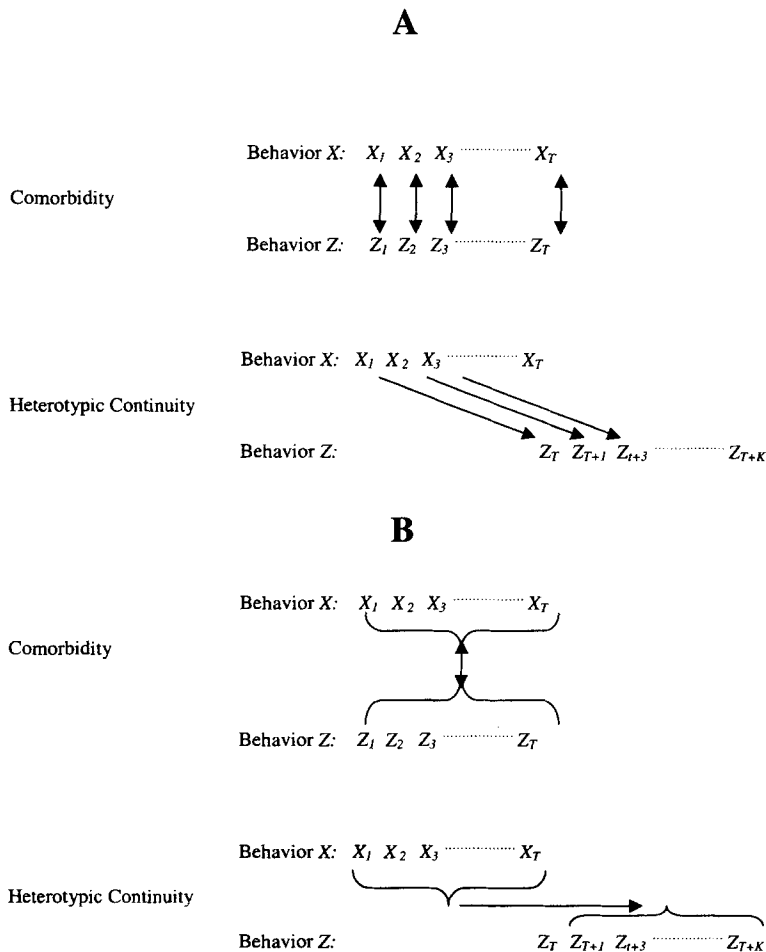 A
Behavior X: X1 X2 X3 ........ XT
Comorbidity
Behavior Z: Z1 Z2 Z3 ........ ZT
Behavior X: X1 X2 X3 ........ XT
Heterotypic Continuity
Behavior Z: ZT ZT+1 Zt+3 ........ ZT+K
B
Behavior X: X1 X2 X3 ........ XT
Comorbidity
Behavior Z: Z1 Z2 Z3 ........ ZT
Behavior X: X1 X2 X3 ........ XT
Heterotypic Continuity
Behavior Z: ZT ZT+1 Zt+3 ........ ZT+K